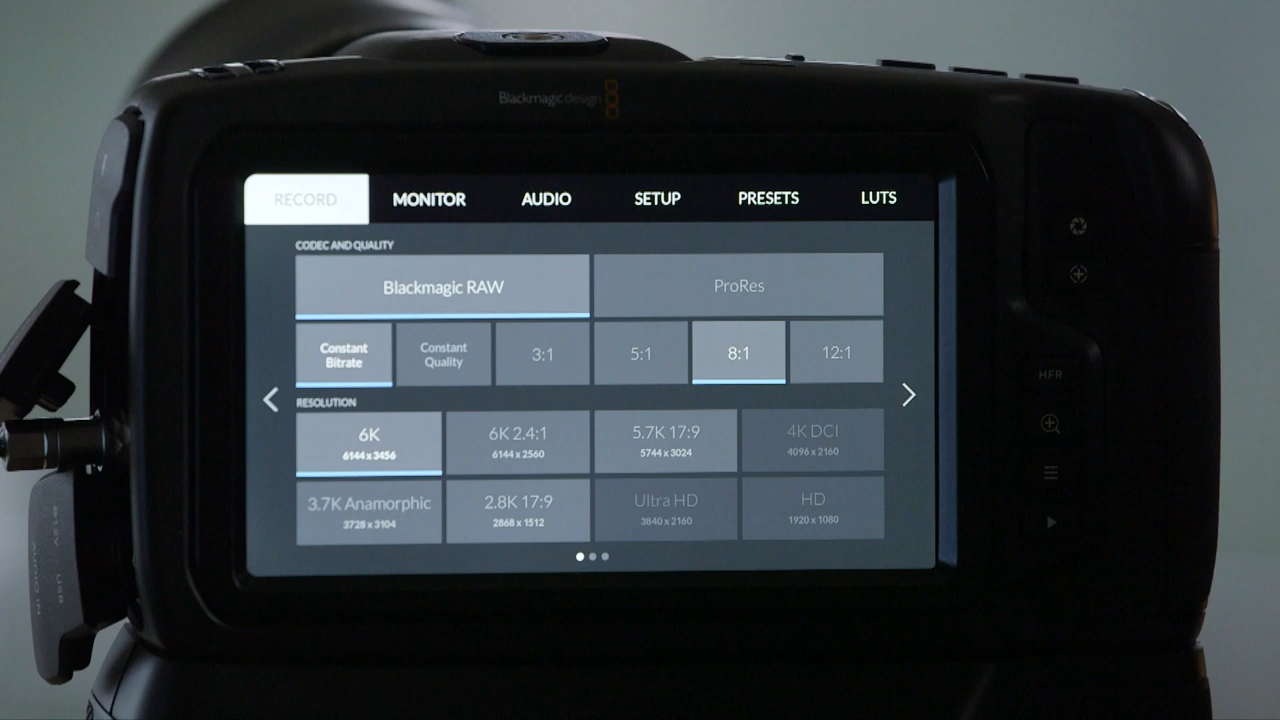 Blackmagicdesign
RECORD MONITOR AUDIO SETUP PRESETS LUTS
CODEC AND QUALITY
Blackmagic RAW ProRes
Constant Bitrate Constant Quality 3:1 5:1 8:1 12:1
RESOLUTION
6K 6K 2.4:1 5.7K 17:9 4K DCI
6144 x 3456 6144 x 2560 5744 x 3024 4096 x 2160
3.7K Anamorphic 2.8K 17:9 Ultra HD HD
3728 x 3104 2868 x 1512 3840 x 2160 1920 x 1080
HFR
AUDIO IN
USB